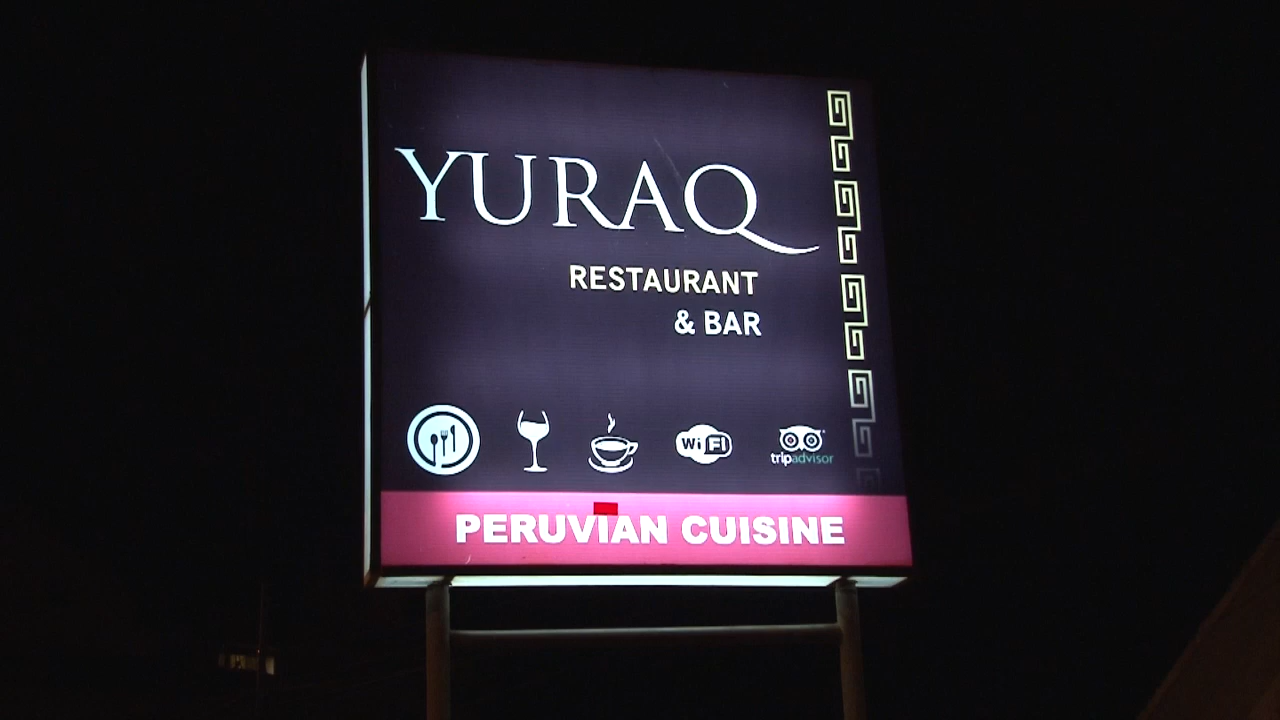 YURAQ
RESTAURANT
& BAR
WiFi
tripadvisor
PERUVIAN CUISINE